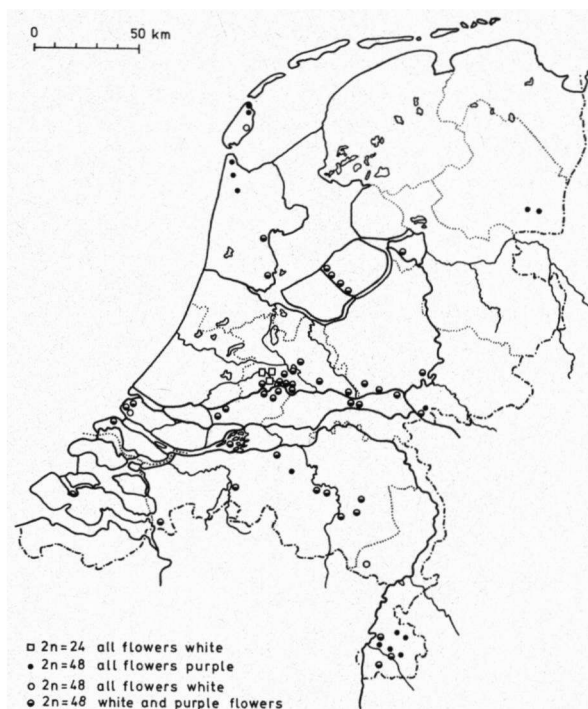 0 50 km
2n=24 all flowers white
2n=48 all flowers purple
2n=48 all flowers white
2n=48 white and purple flowers